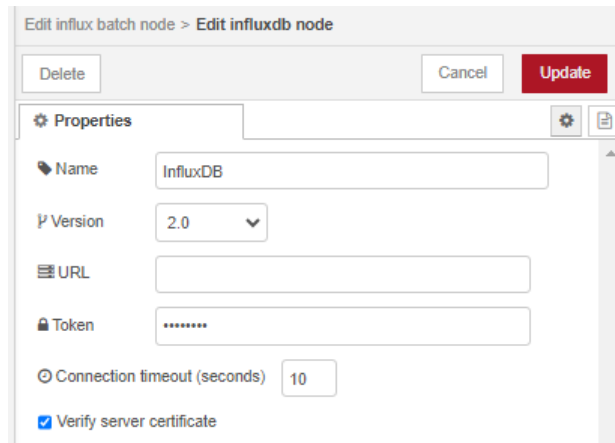 Edit influx batch node > Edit influxdb node
Delete Cancel Update
Properties
Name InfluxDB
Version 2.0
URL
Token ••••••••
Connection timeout (seconds) 10
Verify server certificate